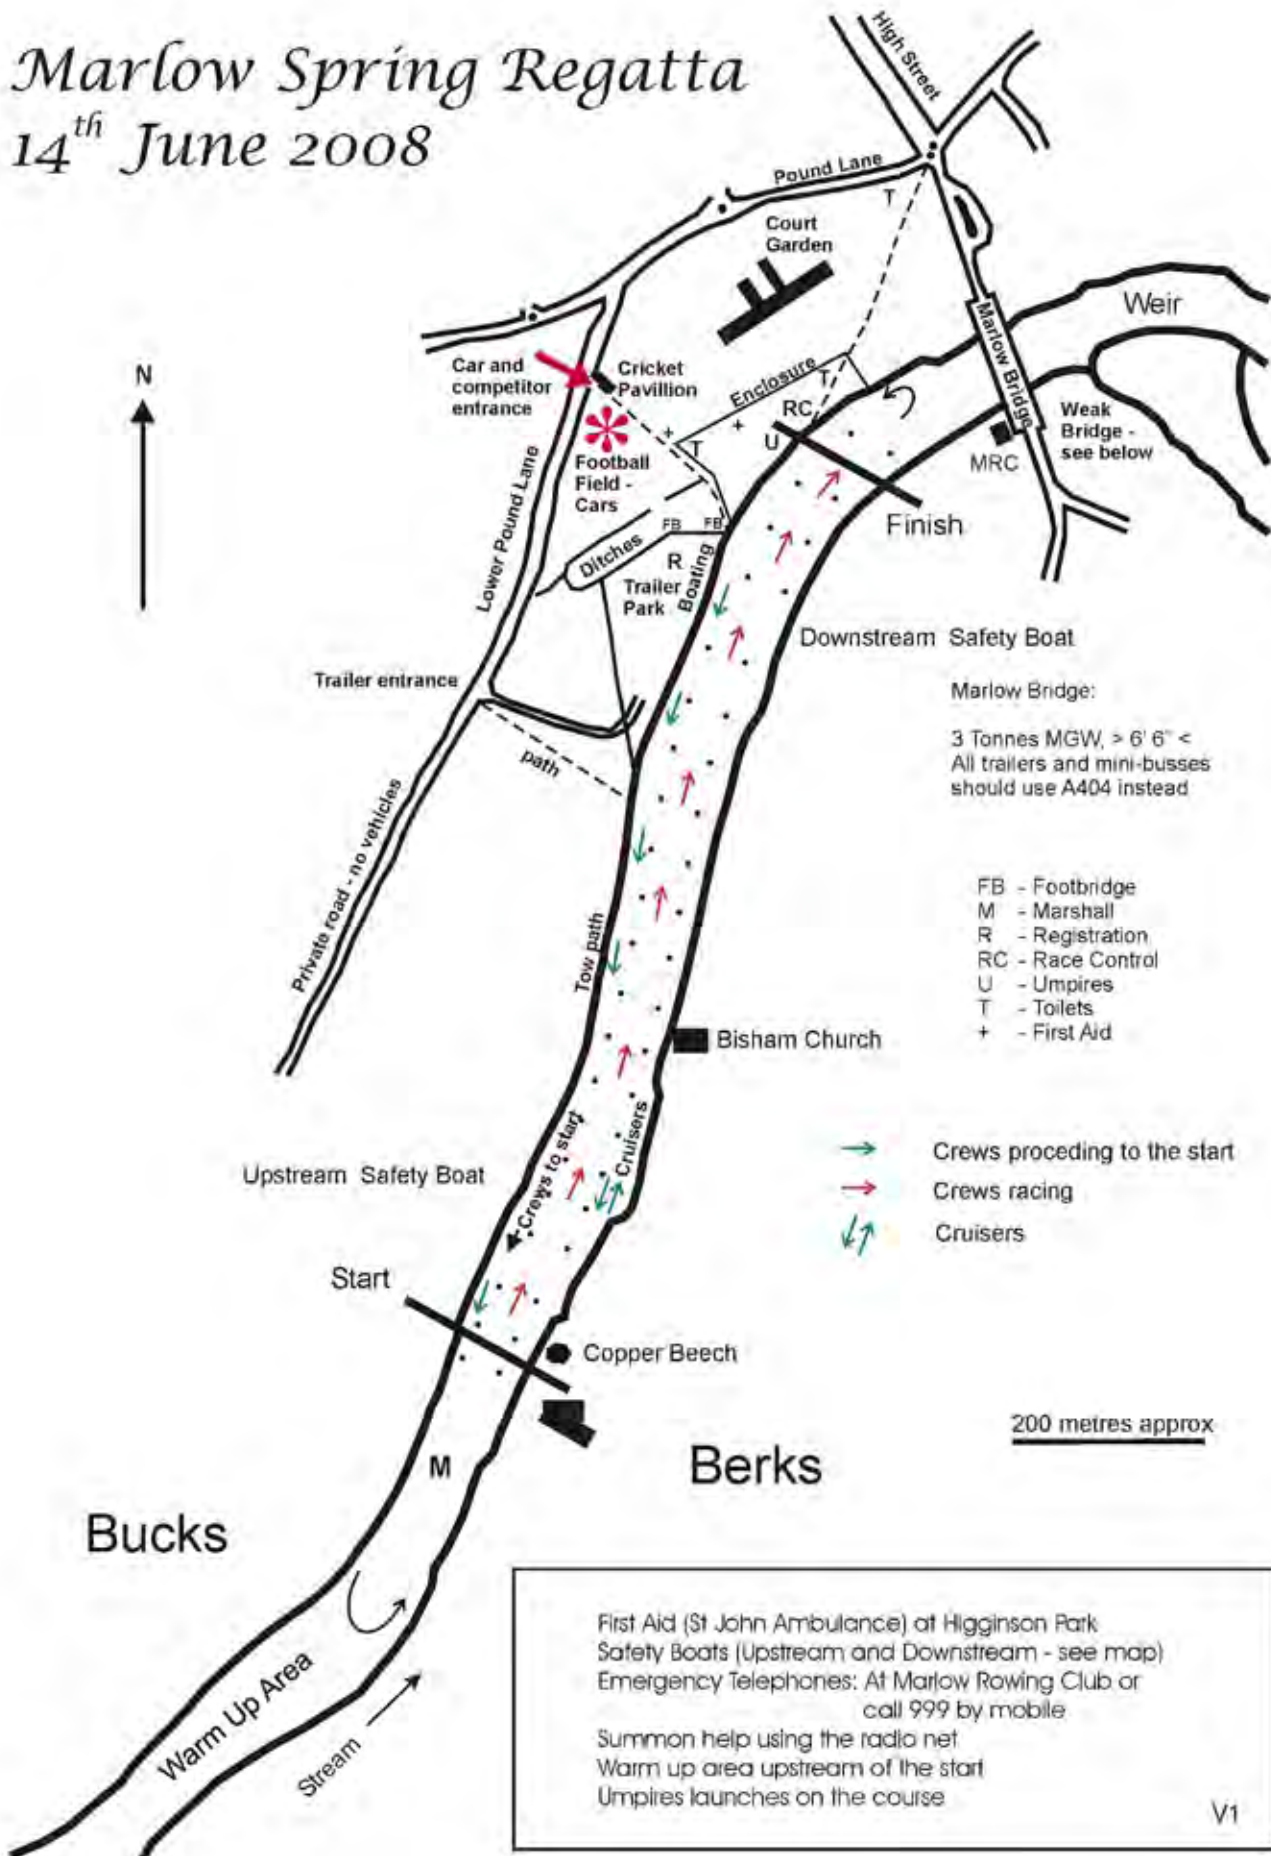 Marlow Spring Regatta
14th June 2008
High Street
Pound Lane
T
Court
Garden
Weir
Marlow Bridge
N
Car and
competitor
entrance
Cricket
Pavillion
Enclosure
T
RC
+
+
U
T
Weak
Bridge -
see below
MRC
Football
Field -
Cars
Finish
Lower Pound Lane
FB
FB
Ditches
R
Trailer
Park
Boating
Downstream Safety Boat
Trailer entrance
path
Marlow Bridge:
3 Tonnes MGW, > 6' 6" <
All trailers and mini-busses
should use A404 instead
Private road - no vehicles
FB - Footbridge
M - Marshall
R - Registration
RC - Race Control
U - Umpires
T - Toilets
+ - First Aid
Tow path
Bisham Church
Crews to start
Cruisers
Upstream Safety Boat
Crews proceding to the start
Crews racing
Cruisers
Start
Copper Beech
200 metres approx
M
Berks
Bucks
Warm Up Area
Stream
First Aid (St John Ambulance) at Higginson Park
Safety Boats (Upstream and Downstream - see map)
Emergency Telephones: At Marlow Rowing Club or
call 999 by mobile
Summon help using the radio net
Warm up area upstream of the start
Umpires launches on the course
V1